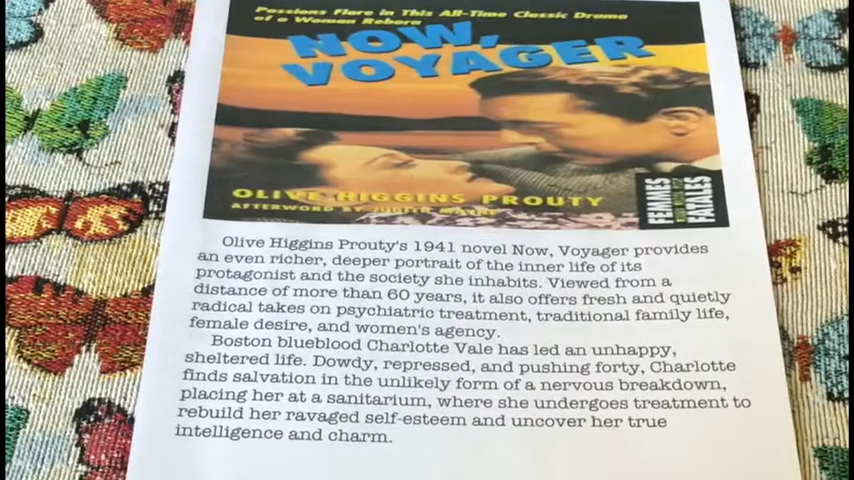 Passions Flare in This All-Time Classic Drama
of a Woman Reborn
NOW,
VOYAGER
OLIVE HIGGINS PROUTY
AFTERWORD BY JUDITH MAYNE
FEMMES
FATALES
Olive Higgins Prouty's 1941 novel Now, Voyager provides
an even richer, deeper portrait of the inner life of its
protagonist and the society she inhabits. Viewed from a
distance of more than 60 years, it also offers fresh and quietly
radical takes on psychiatric treatment, traditional family life,
female desire, and women's agency.
Boston blueblood Charlotte Vale has led an unhappy,
sheltered life. Dowdy, repressed, and pushing forty, Charlotte
finds salvation in the unlikely form of a nervous breakdown,
placing her at a sanitarium, where she undergoes treatment to
rebuild her ravaged self-esteem and uncover her true
intelligence and charm.